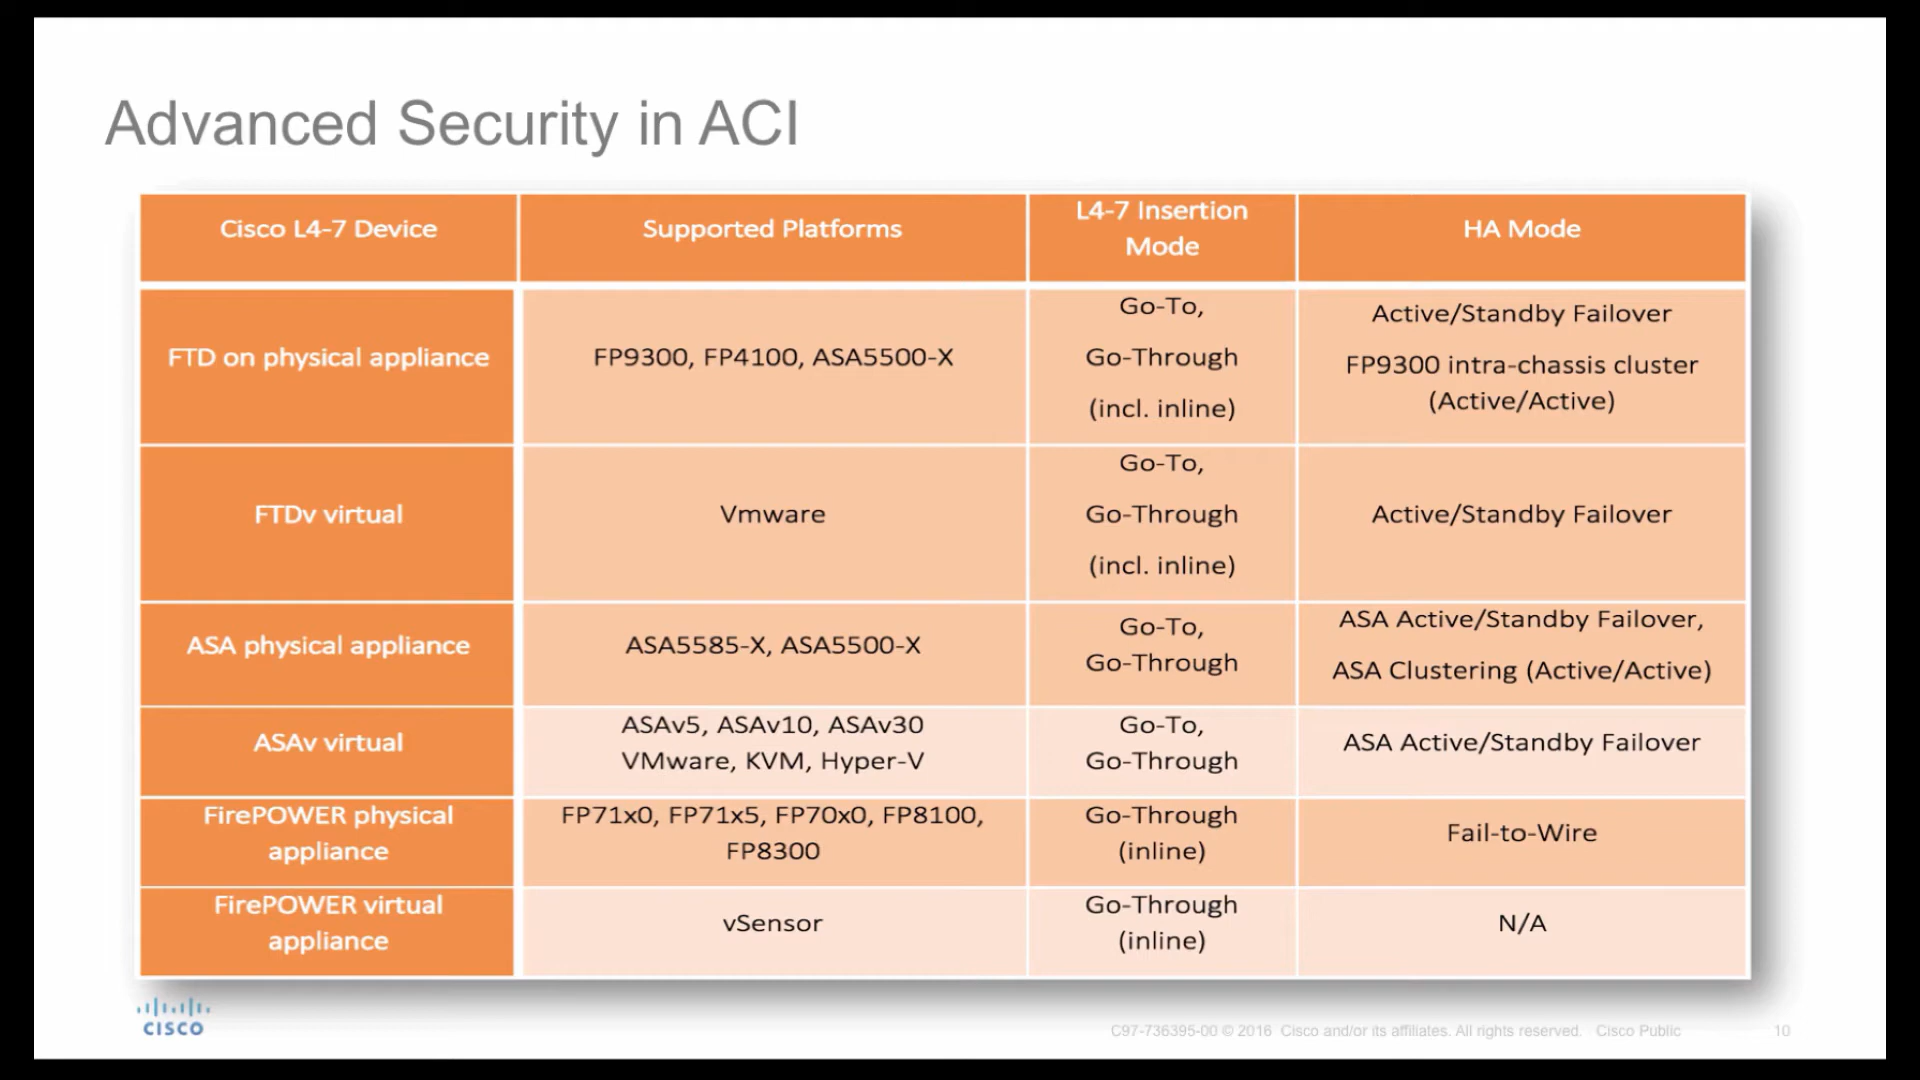 Advanced Security in ACI
Cisco L4-7 Device
Supported Platforms
L4-7 Insertion
Mode
HA Mode
FTD on physical appliance
FP9300, FP4100, ASA5500-X
Go-To,
Go-Through
(incl. inline)
Active/Standby Failover
FP9300 intra-chassis cluster
(Active/Active)
FTDv virtual
Vmware
Go-To,
Go-Through
(incl. inline)
Active/Standby Failover
ASA physical appliance
ASA5585-X, ASA5500-X
Go-To,
Go-Through
ASA Active/Standby Failover,
ASA Clustering (Active/Active)
ASAv virtual
ASAv5, ASAv10, ASAv30
VMware, KVM, Hyper-V
Go-To,
Go-Through
ASA Active/Standby Failover
FirePOWER physical
appliance
FP71x0, FP71x5, FP70x0, FP8100,
FP8300
Go-Through
(inline)
Fail-to-Wire
FirePOWER virtual
appliance
vSensor
Go-Through
(inline)
N/A
CISCO
C97-736395-00 © 2016 Cisco and/or its affiliates. All rights reserved. Cisco Public 10